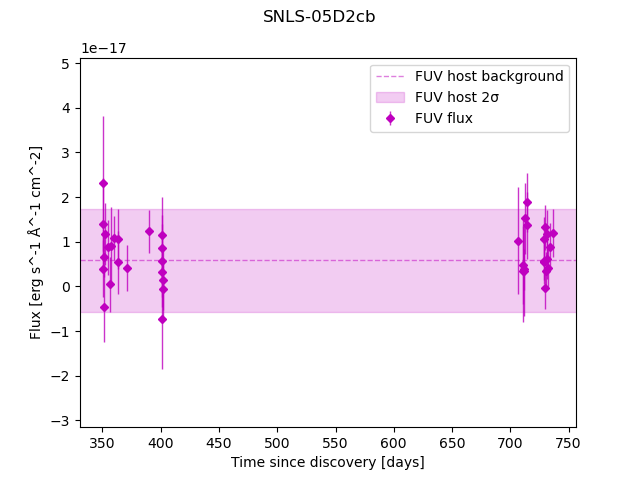 SNLS-05D2cb
1e−17
FUV host background
FUV host 2σ
FUV flux
5
4
3
2
1
0
−1
−2
−3
Flux [erg s^-1 Å^-1 cm^-2]
350 400 450 500 550 600 650 700 750
Time since discovery [days]